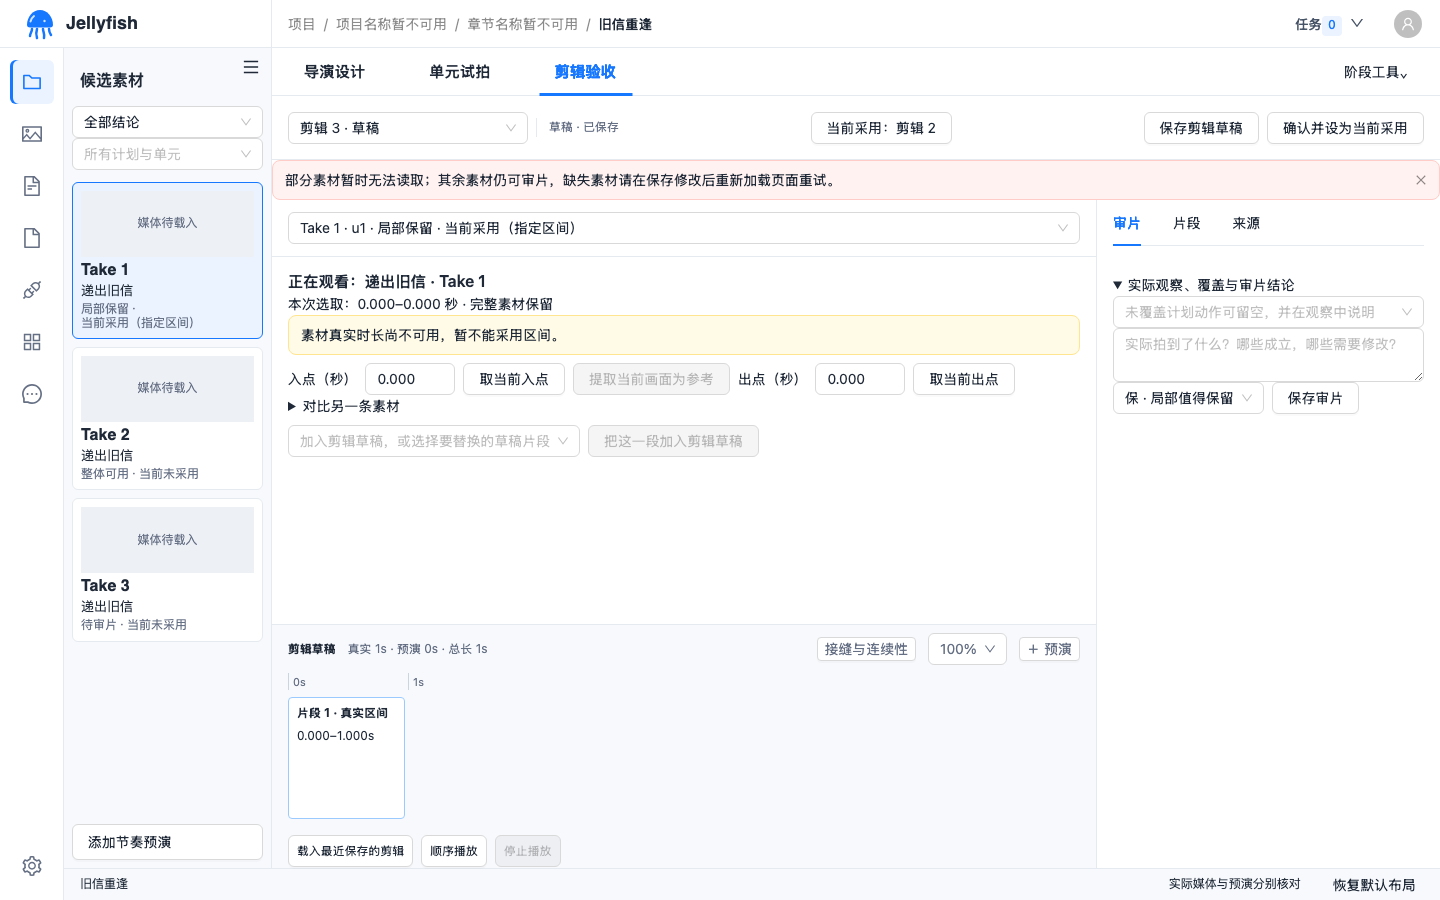 Jellyfish
项目 / 项目名称暂不可用 / 章节名称暂不可用 / 旧信重逢
任务 0
候选素材
导演设计
单元试拍
剪辑验收
阶段工具
全部结论
所有计划与单元
剪辑 3 · 草稿
草稿 · 已保存
当前采用：剪辑 2
保存剪辑草稿
确认并设为当前采用
部分素材暂时无法读取；其余素材仍可审片，缺失素材请在保存修改后重新加载页面重试。
媒体待载入
Take 1
递出旧信
局部保留 ·
当前采用（指定区间）
媒体待载入
Take 2
递出旧信
整体可用 · 当前未采用
媒体待载入
Take 3
递出旧信
待审片 · 当前未采用
添加节奏预演
Take 1 · u1 · 局部保留 · 当前采用（指定区间）
正在观看：递出旧信 · Take 1
本次选取：0.000–0.000 秒 · 完整素材保留
素材真实时长尚不可用，暂不能采用区间。
入点（秒）
0.000
取当前入点
提取当前画面为参考
出点（秒）
0.000
取当前出点
对比另一条素材
加入剪辑草稿，或选择要替换的草稿片段
把这一段加入剪辑草稿
审片
片段
来源
实际观察、覆盖与审片结论
未覆盖计划动作可留空，并在观察中说明
实际拍到了什么？哪些成立，哪些需要修改？
保 · 局部值得保留
保存审片
剪辑草稿
真实 1s · 预演 0s · 总长 1s
接缝与连续性
100%
+ 预演
0s
1s
片段 1 · 真实区间
0.000–1.000s
载入最近保存的剪辑
顺序播放
停止播放
旧信重逢
实际媒体与预演分别核对
恢复默认布局